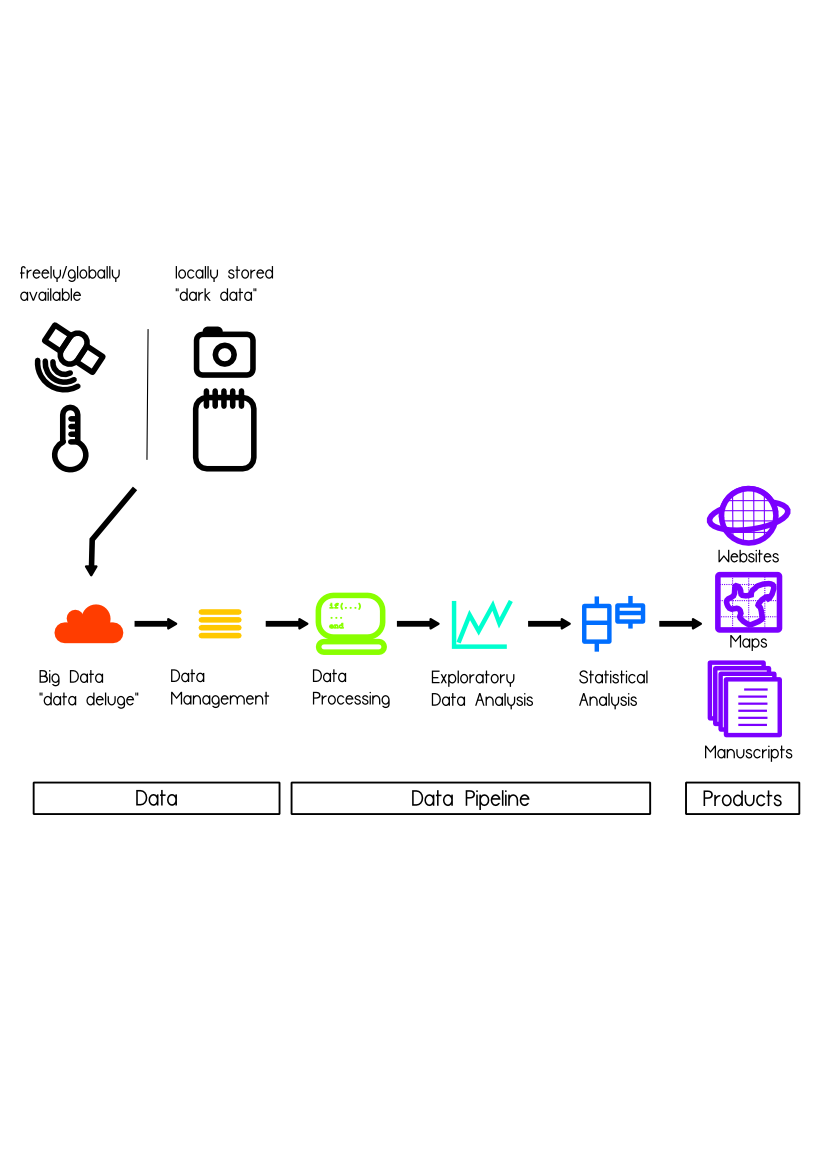 freely/globally
available
locally stored
"dark data"
Websites
if(...)
...
end
Maps
Big Data
"data deluge"
Data
Management
Data
Processing
Exploratory
Data Analysis
Statistical
Analysis
Manuscripts
Data
Data Pipeline
Products